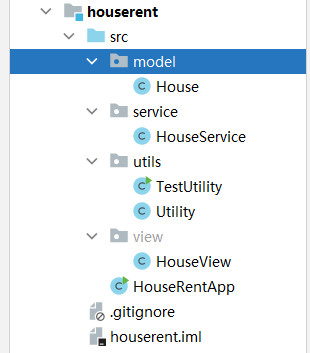 houserent
src
model
House
service
HouseService
utils
TestUtility
Utility
view
HouseView
HouseRentApp
.gitignore
houserent.iml